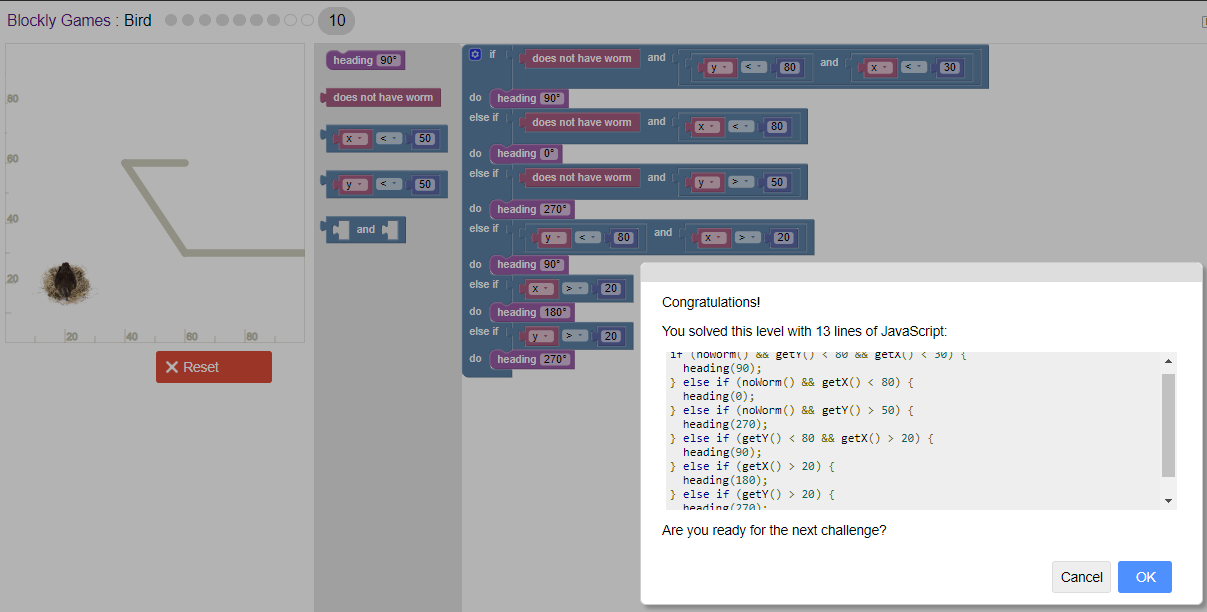 Blockly Games : Bird 10
80
60
40
20
20 40 60 80
Reset
heading 90°
does not have worm
x < 50
y < 50
and
if does not have worm and y < 80 and x < 30
do heading 90°
else if does not have worm and x < 80
do heading 0°
else if does not have worm and y > 50
do heading 270°
else if y < 80 and x > 20
do heading 90°
else if x > 20
do heading 180°
else if y > 20
do heading 270°
Congratulations!
You solved this level with 13 lines of JavaScript:
if (noWorm() && getY() < 80 && getX() < 30) {
heading(90);
} else if (noWorm() && getX() < 80) {
heading(0);
} else if (noWorm() && getY() > 50) {
heading(270);
} else if (getY() < 80 && getX() > 20) {
heading(90);
} else if (getX() > 20) {
heading(180);
} else if (getY() > 20) {
heading(270);
Are you ready for the next challenge?
Cancel OK